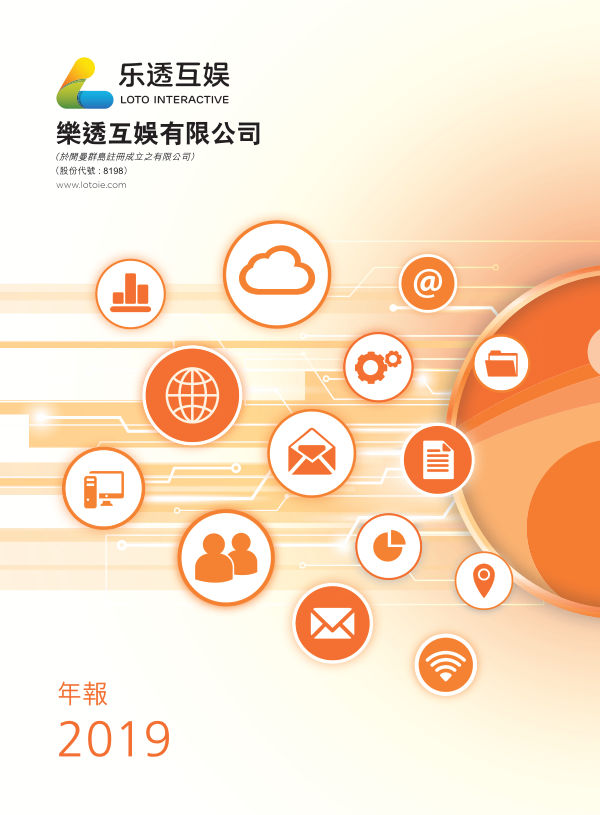 乐透互娱
LOTO INTERACTIVE
樂透互娛有限公司
(於開曼群島註冊成立之有限公司)
(股份代號 : 8198)
www.lotoie.com
@
年報
2019